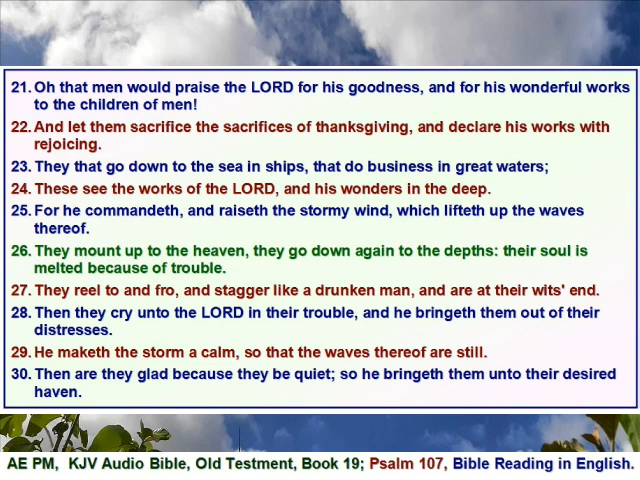 21. Oh that men would praise the LORD for his goodness, and for his wonderful works
to the children of men!
22. And let them sacrifice the sacrifices of thanksgiving, and declare his works with
rejoicing.
23. They that go down to the sea in ships, that do business in great waters;
24. These see the works of the LORD, and his wonders in the deep.
25. For he commandeth, and raiseth the stormy wind, which lifteth up the waves
thereof.
26. They mount up to the heaven, they go down again to the depths: their soul is
melted because of trouble.
27. They reel to and fro, and stagger like a drunken man, and are at their wits' end.
28. Then they cry unto the LORD in their trouble, and he bringeth them out of their
distresses.
29. He maketh the storm a calm, so that the waves thereof are still.
30. Then are they glad because they be quiet; so he bringeth them unto their desired
haven.
AE PM, KJV Audio Bible, Old Testment, Book 19; Psalm 107, Bible Reading in English.